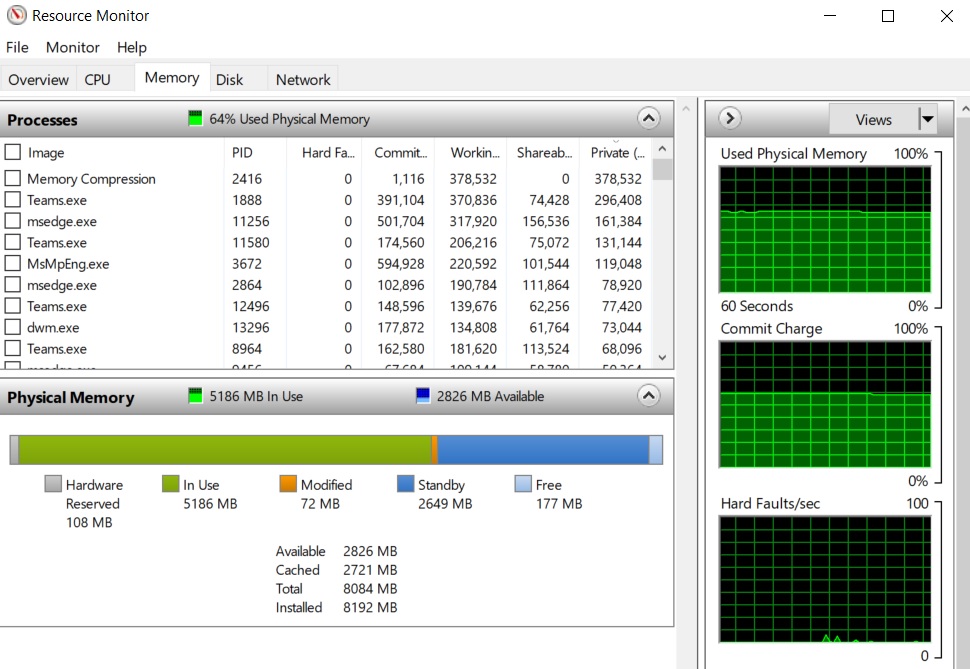 Resource Monitor
File Monitor Help
Overview CPU Memory Disk Network
Processes 64% Used Physical Memory
Image PID Hard Fa... Commit... Workin... Shareab... Private (...
Memory Compression 2416 0 1,116 378,532 0 378,532
Teams.exe 1888 0 391,104 370,836 74,428 296,408
msedge.exe 11256 0 501,704 317,920 156,536 161,384
Teams.exe 11580 0 174,560 206,216 75,072 131,144
MsMpEng.exe 3672 0 594,928 220,592 101,544 119,048
msedge.exe 2864 0 102,896 190,784 111,864 78,920
Teams.exe 12496 0 148,596 139,676 62,256 77,420
dwm.exe 13296 0 177,872 134,808 61,764 73,044
Teams.exe 8964 0 162,580 181,620 113,524 68,096
Physical Memory 5186 MB In Use 2826 MB Available
Hardware Reserved 108 MB
In Use 5186 MB
Modified 72 MB
Standby 2649 MB
Free 177 MB
Available 2826 MB
Cached 2721 MB
Total 8084 MB
Installed 8192 MB
Views
Used Physical Memory 100%
60 Seconds 0%
Commit Charge 100%
0%
Hard Faults/sec 100
0